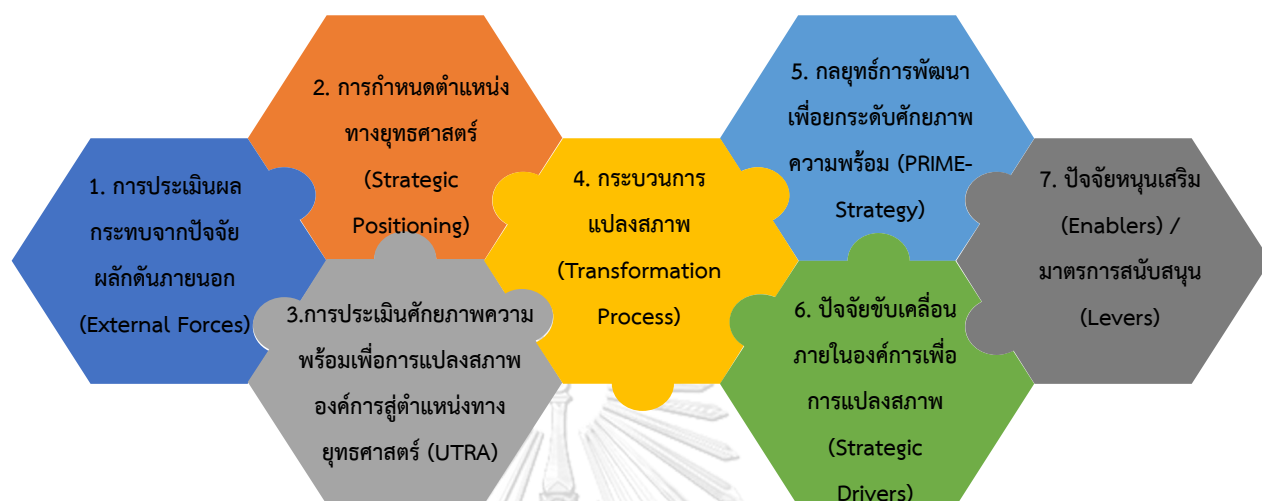 1. การประเมินผล
กระทบจากปัจจัย
ผลักดันภายนอก
(External Forces)
2. การกำหนดตำแหน่ง
ทางยุทธศาสตร์
(Strategic
Positioning)
3.การประเมินศักยภาพความ
พร้อมเพื่อการแปลงสภาพ
องค์การสู่ตำแหน่งทาง
ยุทธศาสตร์ (UTRA)
4. กระบวนการ
แปลงสภาพ
(Transformation
Process)
5. กลยุทธ์การพัฒนา
เพื่อยกระดับศักยภาพ
ความพร้อม (PRIME-
Strategy)
6. ปัจจัยขับเคลื่อน
ภายในองค์การเพื่อ
การแปลงสภาพ
(Strategic
Drivers)
7. ปัจจัยหนุนเสริม
(Enablers) /
มาตรการสนับสนุน
(Levers)